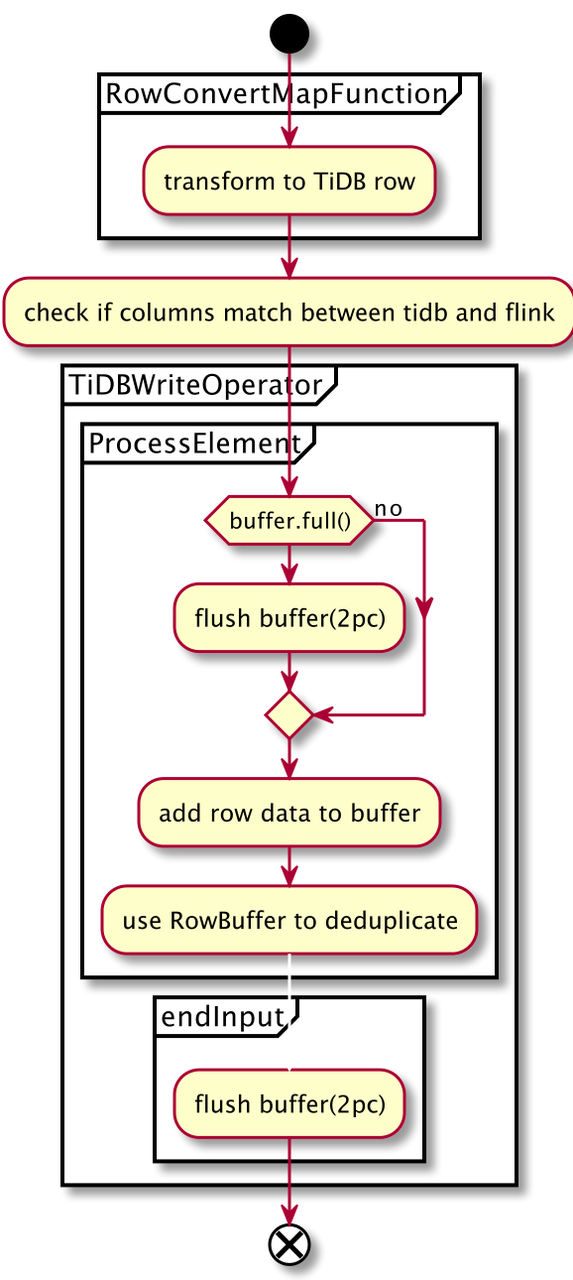 RowConvertMapFunction
transform to TiDB row
check if columns match between tidb and flink
TiDBWriteOperator
ProcessElement
buffer.full()
no
flush buffer(2pc)
add row data to buffer
use RowBuffer to deduplicate
endInput
flush buffer(2pc)